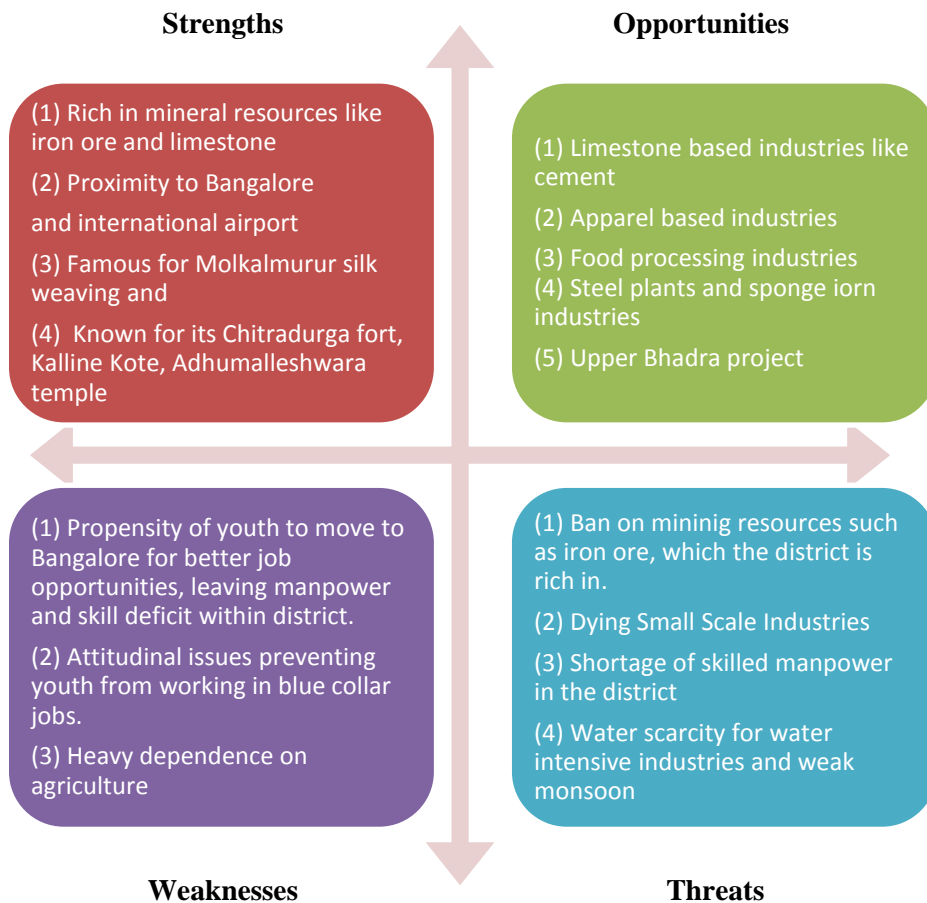 Strengths
(1) Rich in mineral resources like
iron ore and limestone
(2) Proximity to Bangalore
and international airport
(3) Famous for Molkalmurur silk
weaving and
(4) Known for its Chitradurga fort,
Kalline Kote, Adhumalleshwara
temple
Opportunities
(1) Limestone based industries like
cement
(2) Apparel based industries
(3) Food processing industries
(4) Steel plants and sponge iorn
industries
(5) Upper Bhadra project
(1) Propensity of youth to move to
Bangalore for better job
opportunities, leaving manpower
and skill deficit within district.
(2) Attitudinal issues preventing
youth from working in blue collar
jobs.
(3) Heavy dependence on
agriculture
Weaknesses
(1) Ban on mininig resources such
as iron ore, which the district is
rich in.
(2) Dying Small Scale Industries
(3) Shortage of skilled manpower
in the district
(4) Water scarcity for water
intensive industries and weak
monsoon
Threats